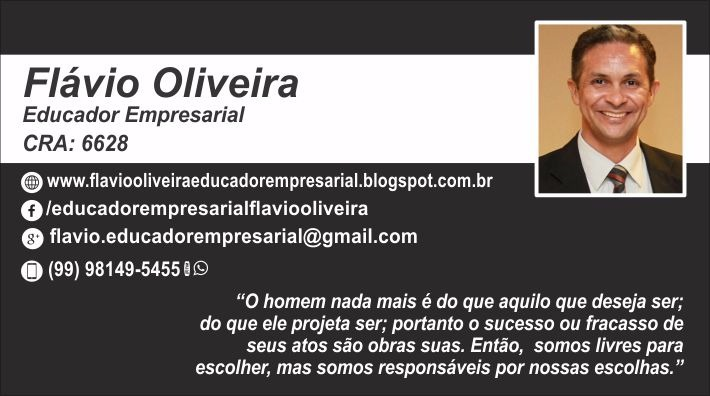 Flávio Oliveira
Educador Empresarial
CRA: 6628
www.flaviooliveiraeducadorempresarial.blogspot.com.br
/educadorempresarialflaviooliveira
flavio.educadorempresarial@gmail.com
(99) 98149-5455
“O homem nada mais é do que aquilo que deseja ser;
do que ele projeta ser; portanto o sucesso ou fracasso de
seus atos são obras suas. Então, somos livres para
escolher, mas somos responsáveis por nossas escolhas.”